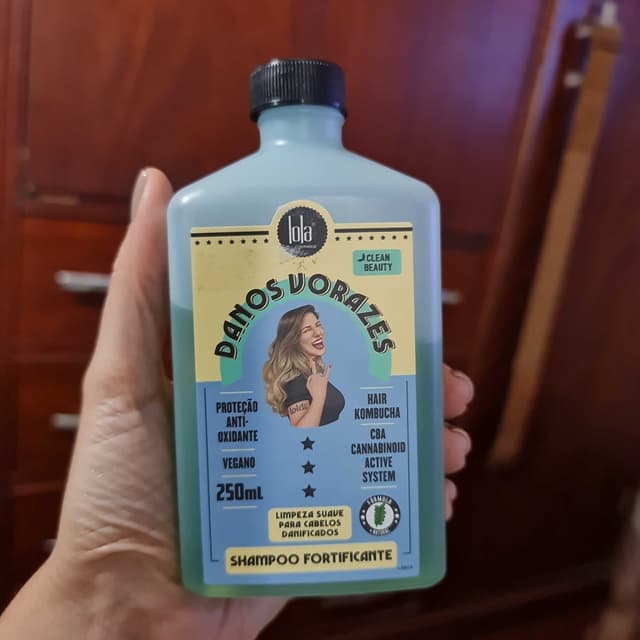 lola
CLEAN
BEAUTY
DANOS VORAZES
PROTEÇÃO
ANTI-
OXIDANTE
VEGANO
250mL
HAIR
KOMBUCHA
CBA
CANNABINOID
ACTIVE
SYSTEM
LIMPEZA SUAVE
PARA CABELOS
DANIFICADOS
SHAMPOO FORTIFICANTE